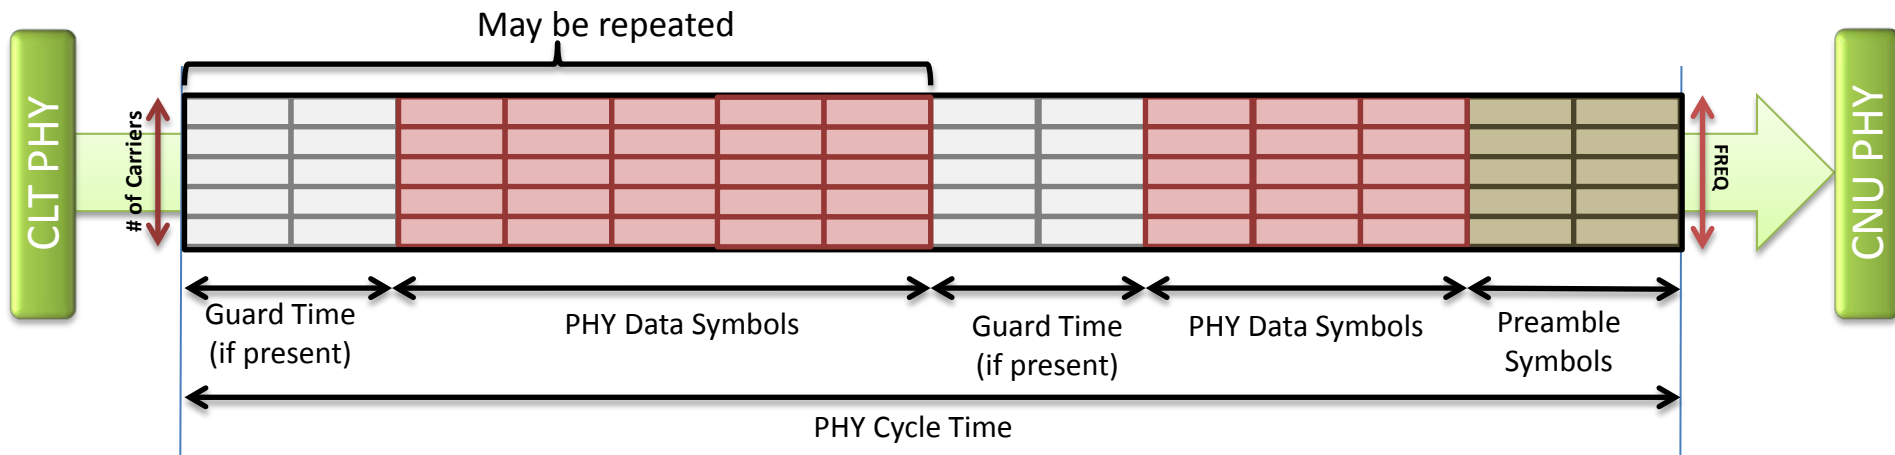 May be repeated
CLT PHY
# of Carriers
FREQ
CNU PHY
Guard Time
(if present)
PHY Data Symbols
Guard Time
(if present)
PHY Data Symbols
Preamble
Symbols
PHY Cycle Time